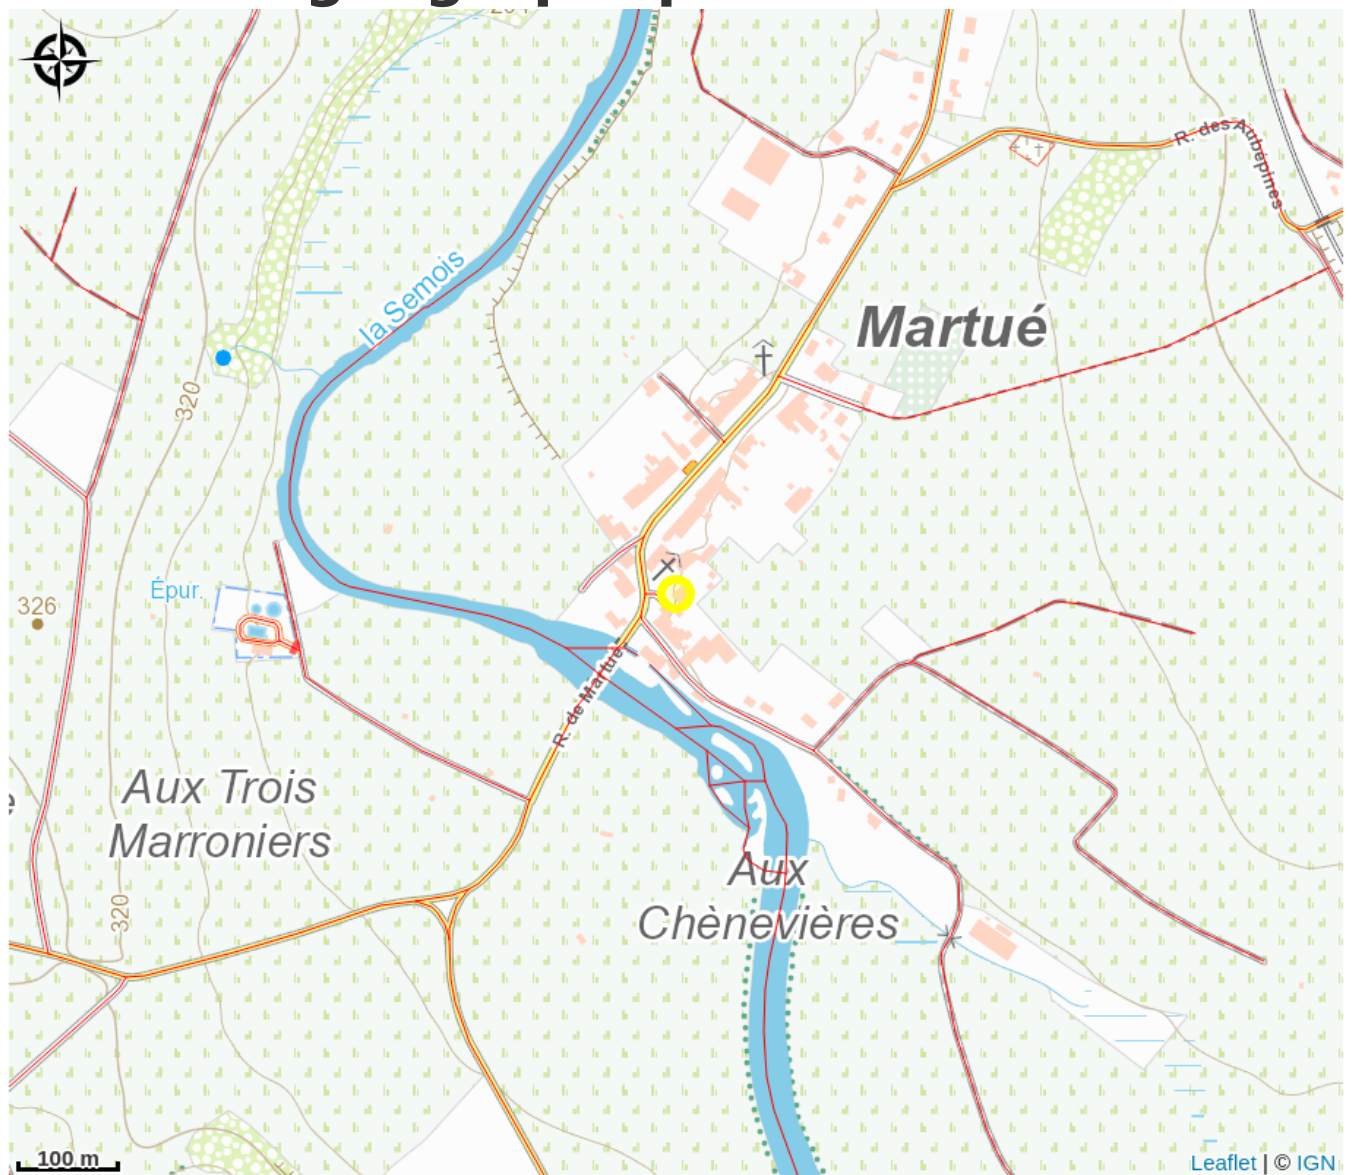 la Semois
R. des Aubépines
Martué
320
Épur.
326
R. de Martué
Aux Trois
Marroniers
Aux
Chènevières
320
100 m
Leaflet | © IGN